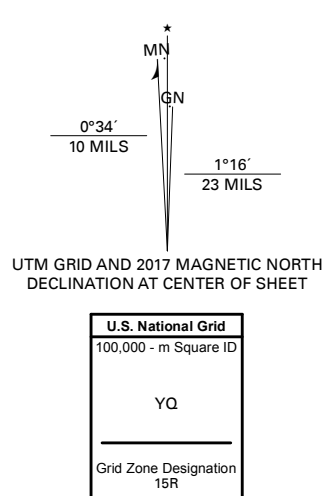 ★
MN
GN
0°34´
10 MILS
1°16´
23 MILS
UTM GRID AND 2017 MAGNETIC NORTH
DECLINATION AT CENTER OF SHEET
U.S. National Grid
100,000 - m Square ID
YQ
Grid Zone Designation
15R